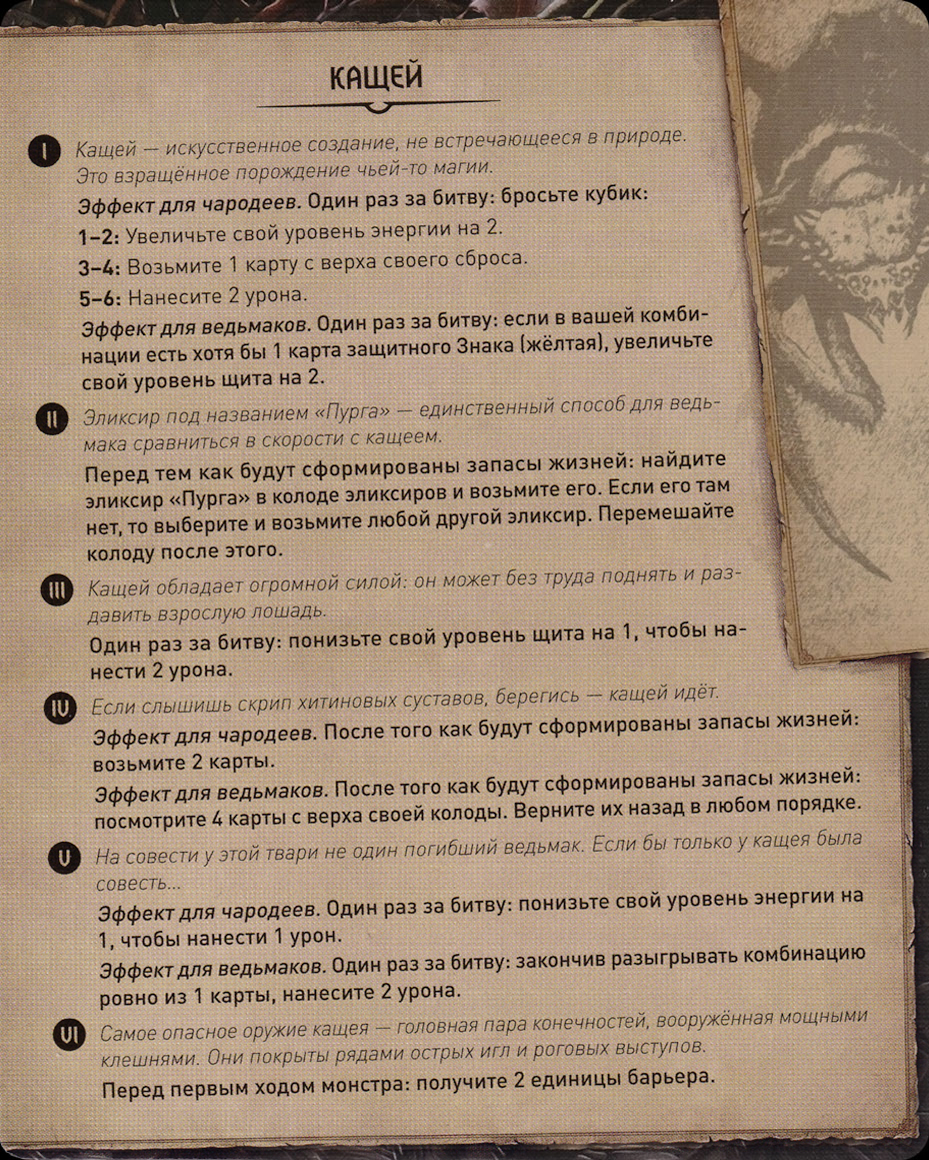 КАЩЕЙ
I Кащей — искусственное создание, не встречающееся в природе.
Это взращённое порождение чьей-то магии.
Эффект для чародеев. Один раз за битву: бросьте кубик:
1–2: Увеличьте свой уровень энергии на 2.
3–4: Возьмите 1 карту с верха своего сброса.
5–6: Нанесите 2 урона.
Эффект для ведьмаков. Один раз за битву: если в вашей комби-
нации есть хотя бы 1 карта защитного Знака (жёлтая), увеличьте
свой уровень щита на 2.
II Эликсир под названием «Пурга» — единственный способ для ведь-
мака сравниться в скорости с кащеем.
Перед тем как будут сформированы запасы жизней: найдите
эликсир «Пурга» в колоде эликсиров и возьмите его. Если его там
нет, то выберите и возьмите любой другой эликсир. Перемешайте
колоду после этого.
III Кащей обладает огромной силой: он может без труда поднять и раз-
давить взрослую лошадь.
Один раз за битву: понизьте свой уровень щита на 1, чтобы на-
нести 2 урона.
IV Если слышишь скрип хитиновых суставов, берегись — кащей идёт.
Эффект для чародеев. После того как будут сформированы запасы жизней:
возьмите 2 карты.
Эффект для ведьмаков. После того как будут сформированы запасы жизней:
посмотрите 4 карты с верха своей колоды. Верните их назад в любом порядке.
V На совести у этой твари не один погибший ведьмак. Если бы только у кащея была
совесть...
Эффект для чародеев. Один раз за битву: понизьте свой уровень энергии на
1, чтобы нанести 1 урон.
Эффект для ведьмаков. Один раз за битву: закончив разыгрывать комбинацию
ровно из 1 карты, нанесите 2 урона.
VI Самое опасное оружие кащея — головная пара конечностей, вооружённая мощными
клешнями. Они покрыты рядами острых игл и роговых выступов.
Перед первым ходом монстра: получите 2 единицы барьера.